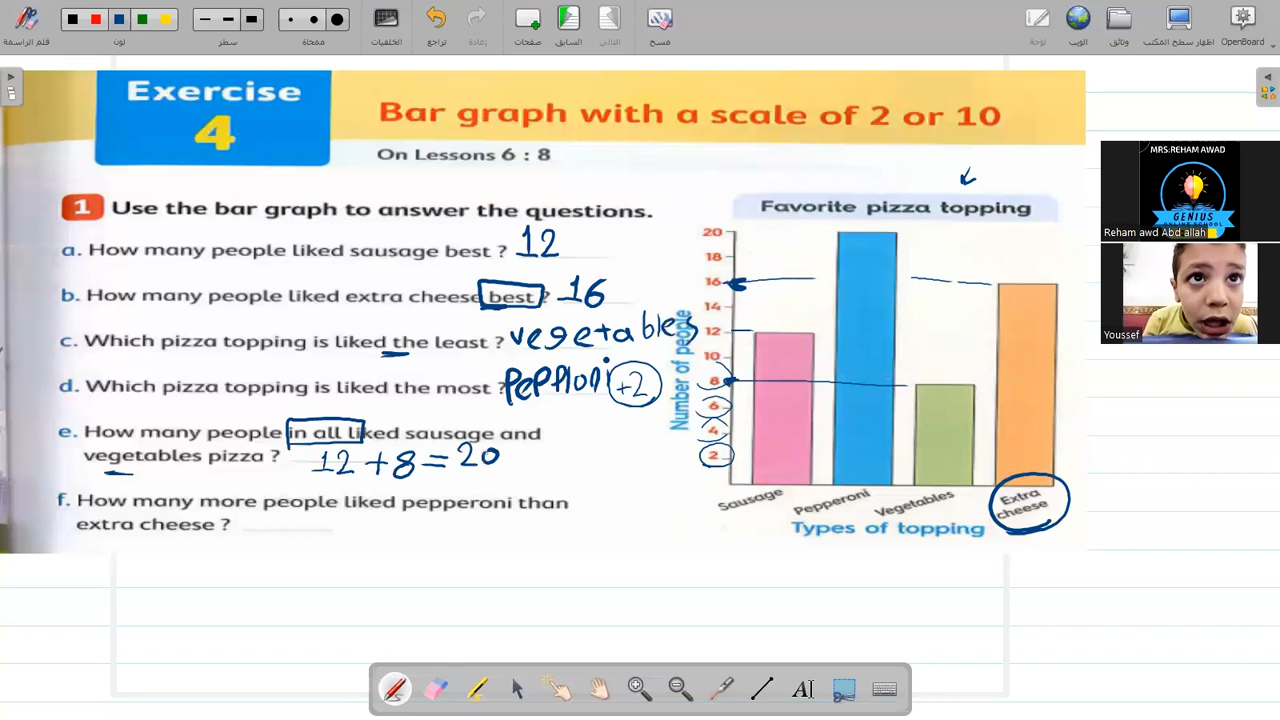 قلم الراسمة
لون
سطر
ممحاة
الخلفيات
تراجع
إعادة
صفحات
السابق
التالي
مسح
لوحة
الويب
وثائق
اظهار سطح المكتب
OpenBoard
Exercise
4
Bar graph with a scale of 2 or 10
On Lessons 6 : 8
1 Use the bar graph to answer the questions.
a. How many people liked sausage best ? 12
b. How many people liked extra cheese best ? 16
c. Which pizza topping is liked the least ? vegetables
d. Which pizza topping is liked the most ? Pepproni +2
e. How many people in all liked sausage and
vegetables pizza ? 12 + 8 = 20
f. How many more people liked pepperoni than
extra cheese ?
Favorite pizza topping
Number of people
20
18
16
14
12
10
8
6
4
2
Sausage
Pepperoni
Vegetables
Extra
cheese
Types of topping
MRS.REHAM AWAD
GENIUS
ONLINE ACADEMY
Reham awd Abd allah
Youssef
AI